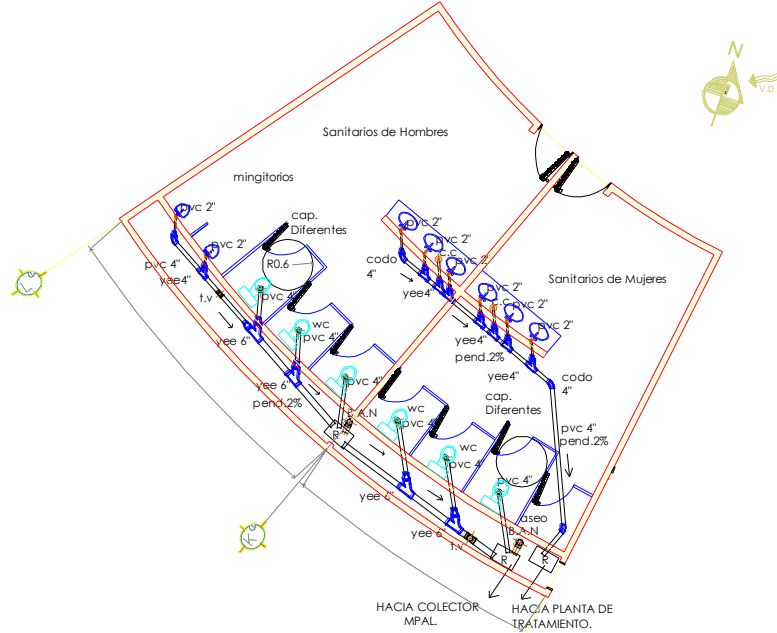 N
V.D
Sanitarios de Hombres
mingitorios
pvc 2"
cap.
Diferentes
pvc 2"
pvc 2"
pvc 2"
c.c
pvc 2"
codo
4"
pvc 2"
pvc 4"
yee4"
R0.6
t.v
pvc 4"
yee4"
Sanitarios de Mujeres
c.c
pvc 2"
pvc 2"
yee 6"
wc
pvc 4"
yee4"
pend.2%
yee4"
codo
4"
yee 6"
pend.2%
pvc 4"
cap.
Diferentes
B.A.N
R
wc
pvc 4"
pvc 4"
pend.2%
wc
pvc 4"
pvc 4"
yee 6"
yee 6"
t.v
aseo
B.A.N
R
R
HACIA COLECTOR
MPAL.
HACIA PLANTA DE
TRATAMIENTO.